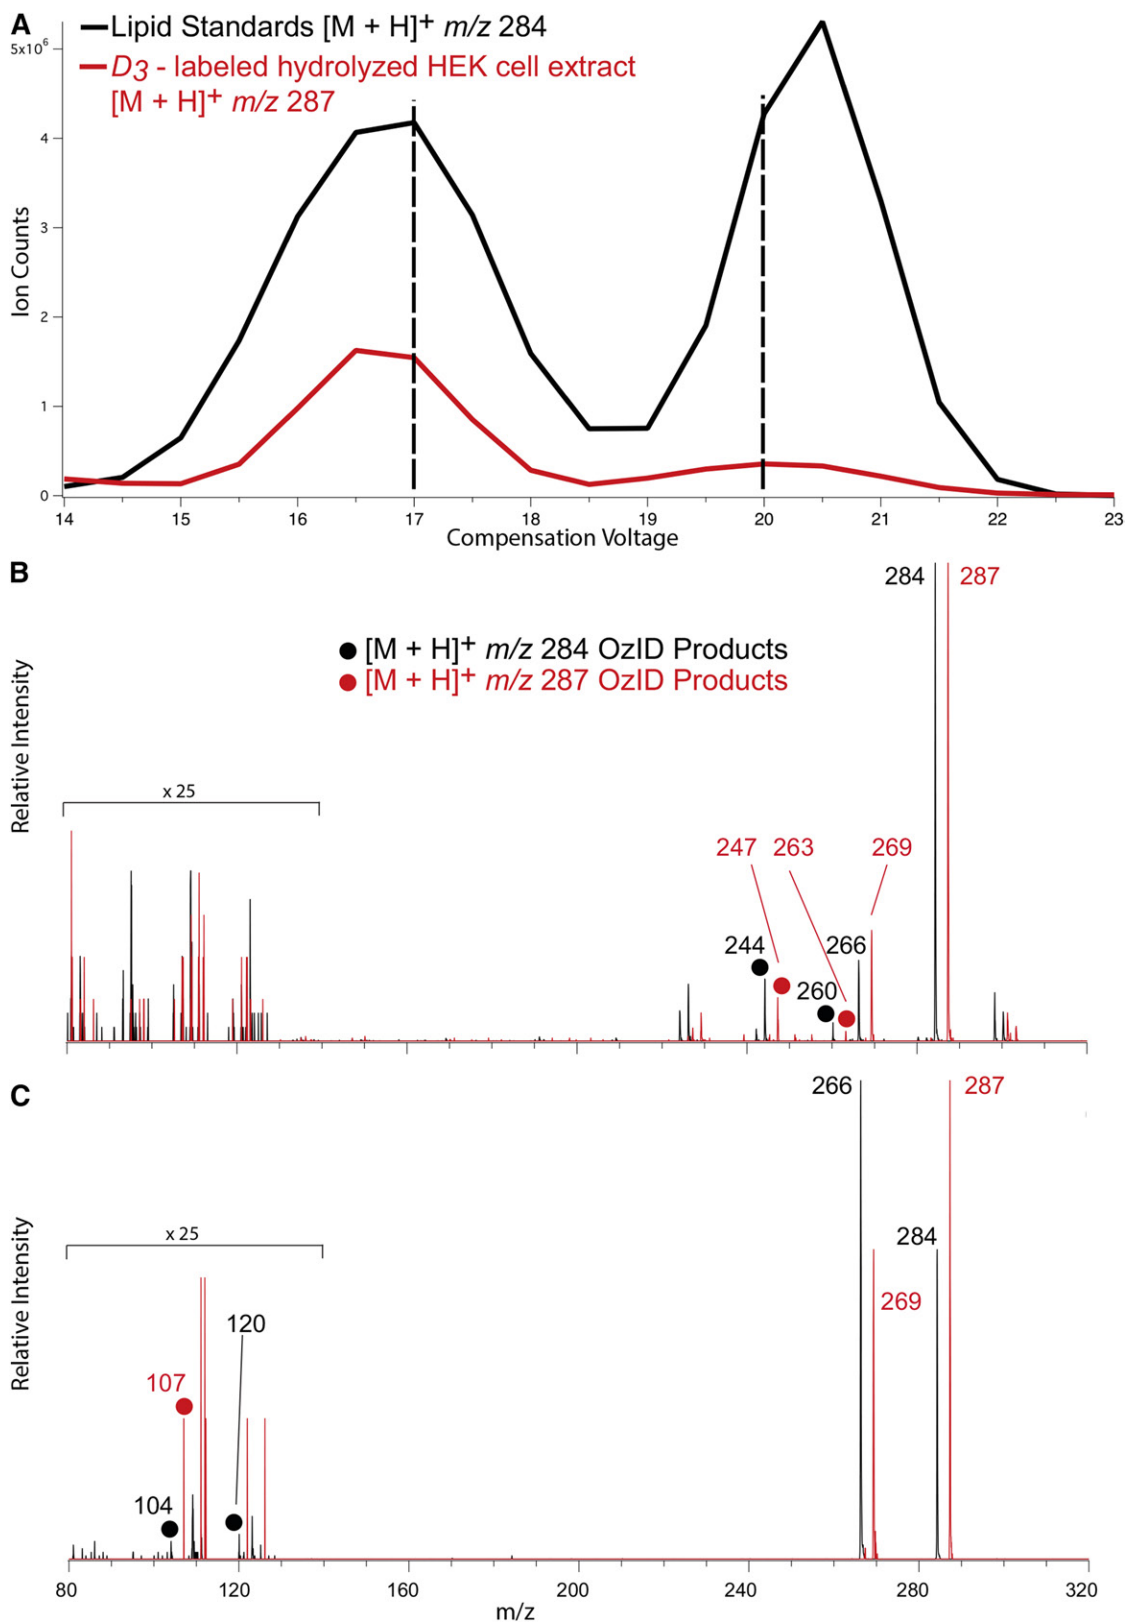 A
Lipid Standards [M + H]+ m/z 284
D3 - labeled hydrolyzed HEK cell extract
[M + H]+ m/z 287
5x10⁶
4
3
2
1
0
Ion Counts
14 15 16 17 18 19 20 21 22 23
Compensation Voltage
B
284 287
[M + H]+ m/z 284 OzID Products
[M + H]+ m/z 287 OzID Products
Relative Intensity
x 25
247 263 269
244 266
260
C
266 287
Relative Intensity
x 25
284
269
120
107
104
80 120 160 200 240 280 320
m/z